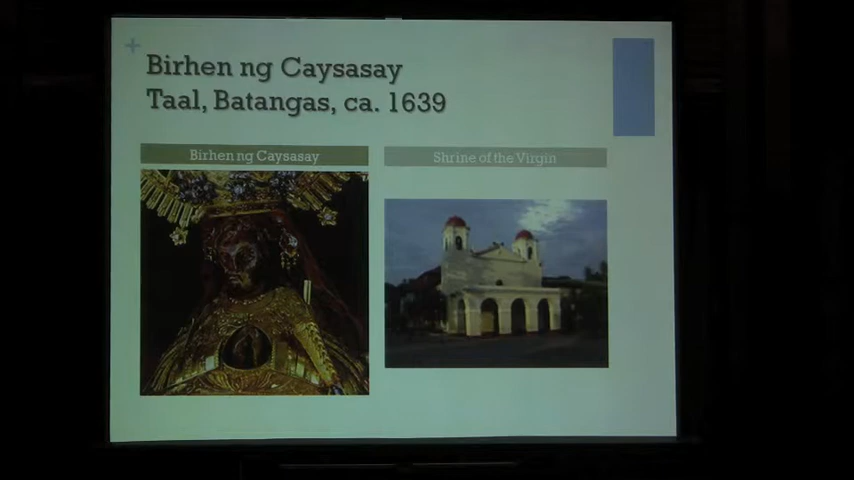 Birhen ng Caysasay
Taal, Batangas, ca. 1639
Birhen ng Caysasay
Shrine of the Virgin